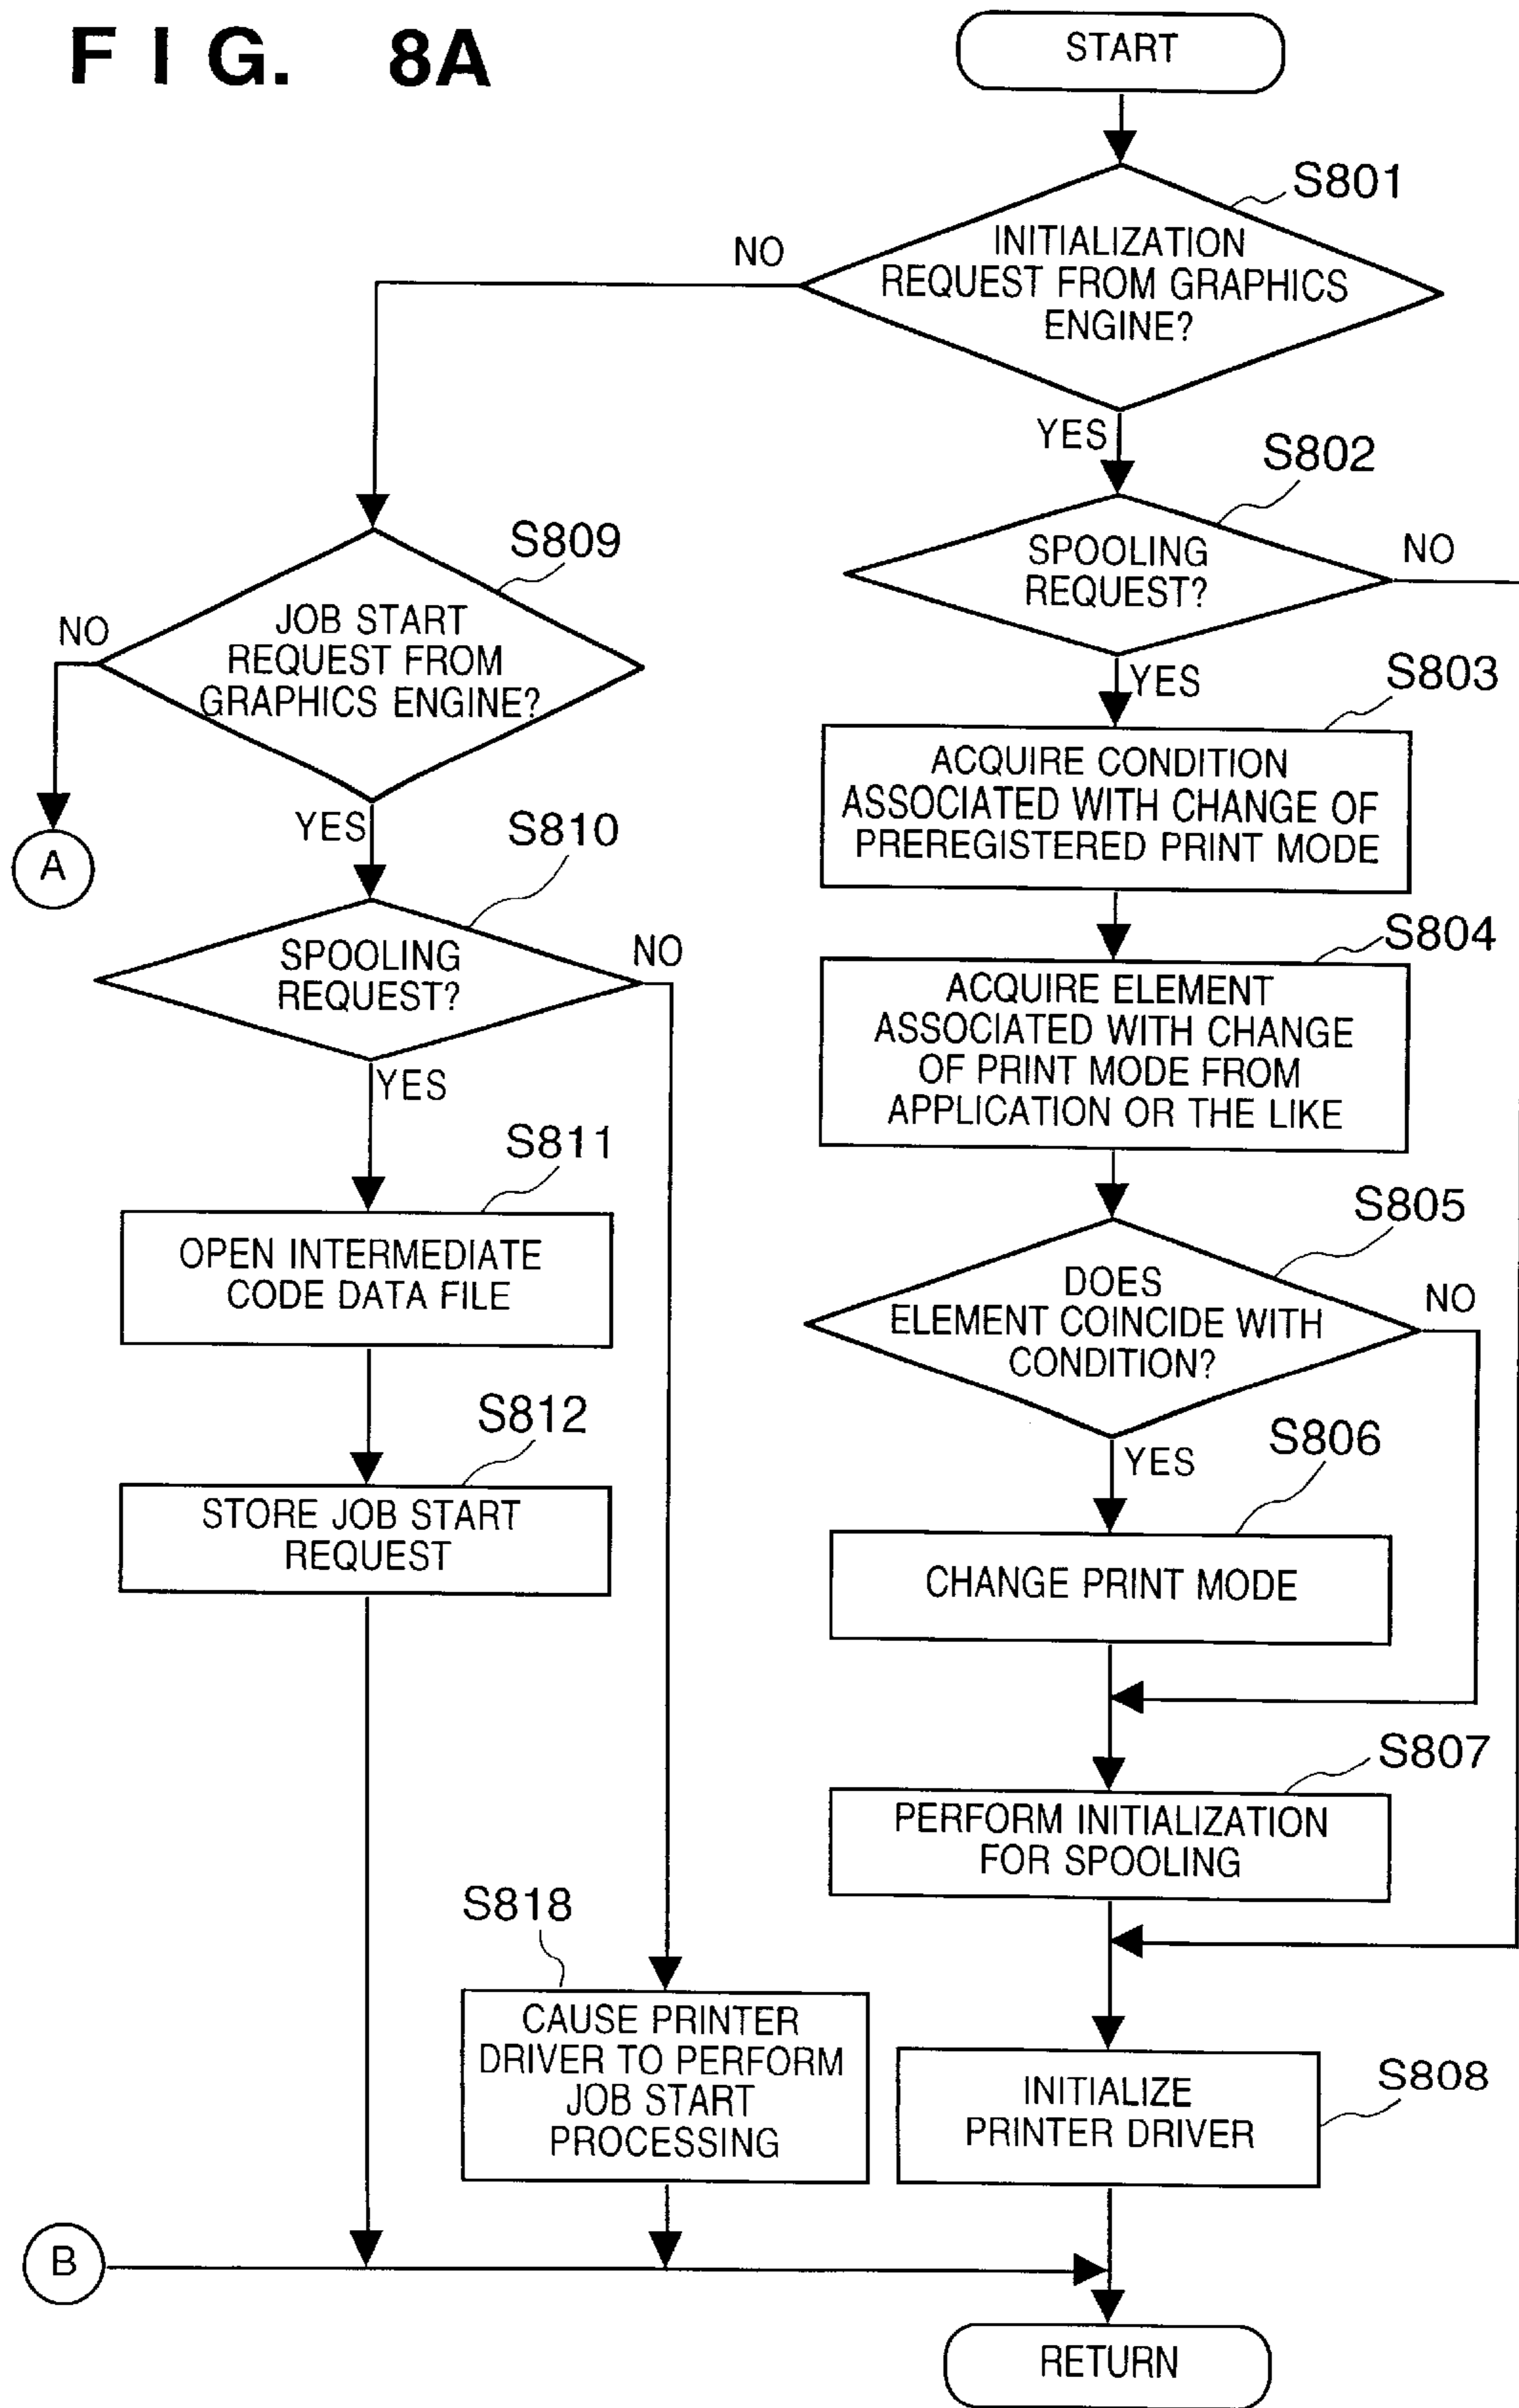 FIG. 8A
START
S801
INITIALIZATION
REQUEST FROM GRAPHICS
ENGINE?
NO
YES
S802
SPOOLING
REQUEST?
NO
YES
S803
ACQUIRE CONDITION
ASSOCIATED WITH CHANGE OF
PREREGISTERED PRINT MODE
S804
ACQUIRE ELEMENT
ASSOCIATED WITH CHANGE
OF PRINT MODE FROM
APPLICATION OR THE LIKE
S805
DOES
ELEMENT COINCIDE WITH
CONDITION?
NO
YES
S806
CHANGE PRINT MODE
S807
PERFORM INITIALIZATION
FOR SPOOLING
S808
INITIALIZE
PRINTER DRIVER
S809
JOB START
REQUEST FROM
GRAPHICS ENGINE?
NO
A
YES
S810
SPOOLING
REQUEST?
NO
YES
S811
OPEN INTERMEDIATE
CODE DATA FILE
S812
STORE JOB START
REQUEST
S818
CAUSE PRINTER
DRIVER TO PERFORM
JOB START
PROCESSING
B
RETURN